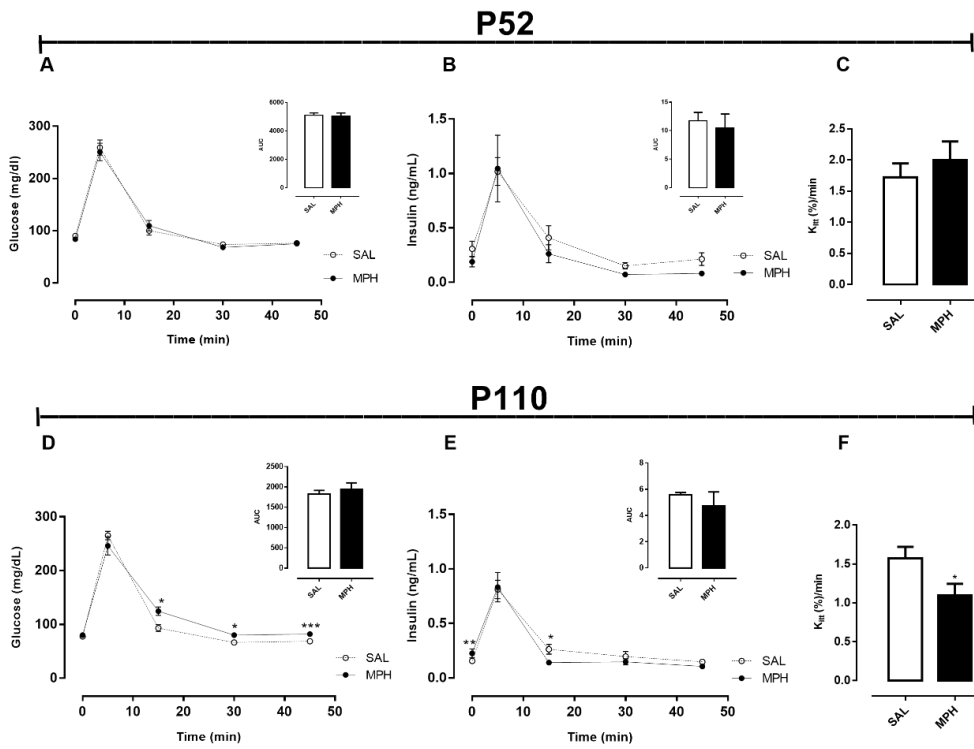 P52
A
B
C
Glucose (mg/dl)
300
200
100
0
0
10
20
30
40
50
Time (min)
SAL
MPH
AUC
6000
5000
4000
3000
2000
1000
0
SAL
MPH
Insulin (ng/mL)
1.5
1.0
0.5
0.0
0
10
20
30
40
50
Time (min)
SAL
MPH
AUC
15
10
5
0
SAL
MPH
Kitt (%)/min
2.5
2.0
1.5
1.0
0.5
0.0
SAL
MPH
P110
D
E
F
Glucose (mg/dL)
300
200
100
0
0
10
20
30
40
50
Time (min)
*
*
***
SAL
MPH
AUC
2500
2000
1500
1000
500
0
SAL
MPH
Insulin (ng/mL)
1.5
1.0
0.5
0.0
0
10
20
30
40
50
Time (min)
**
*
SAL
MPH
AUC
8
6
4
2
0
SAL
MPH
Kitt (%)/min
2.0
1.5
1.0
0.5
0.0
*
SAL
MPH